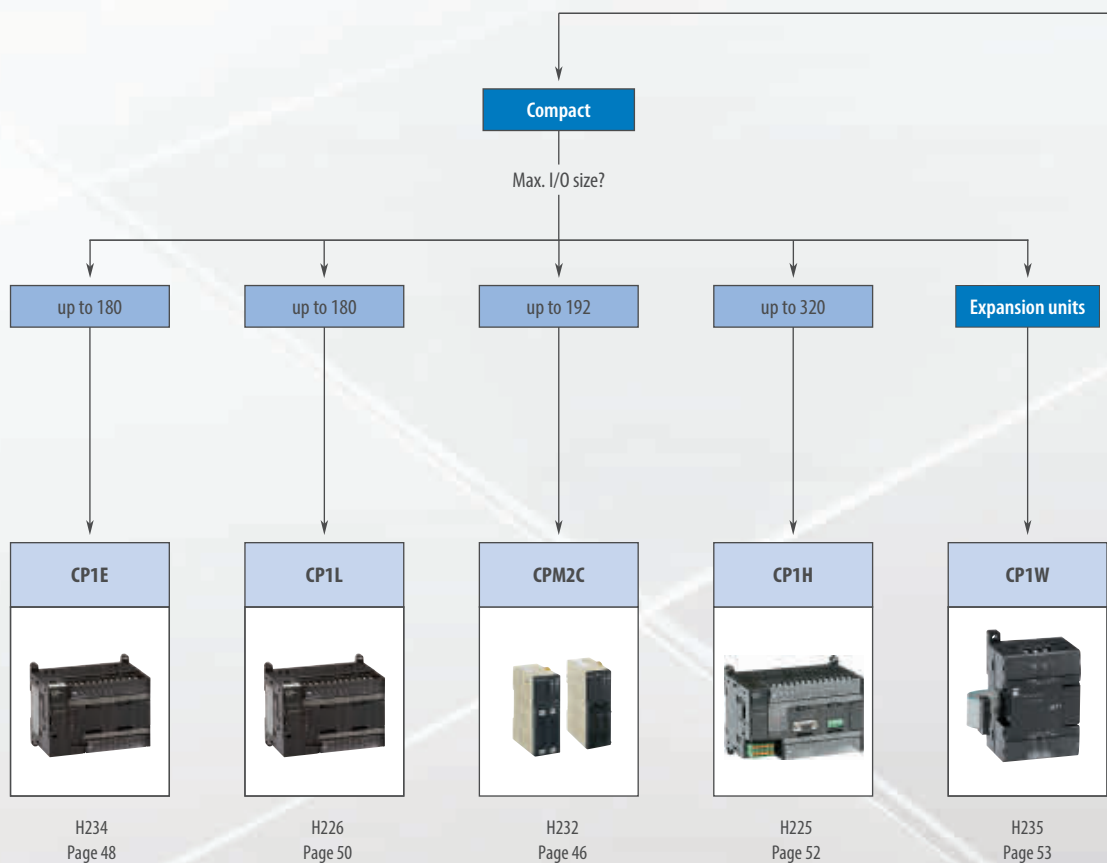 Compact
Max. I/O size?
up to 180
up to 180
up to 192
up to 320
Expansion units
CP1E
CP1L
CPM2C
CP1H
CP1W
H234
Page 48
H226
Page 50
H232
Page 46
H225
Page 52
H235
Page 53